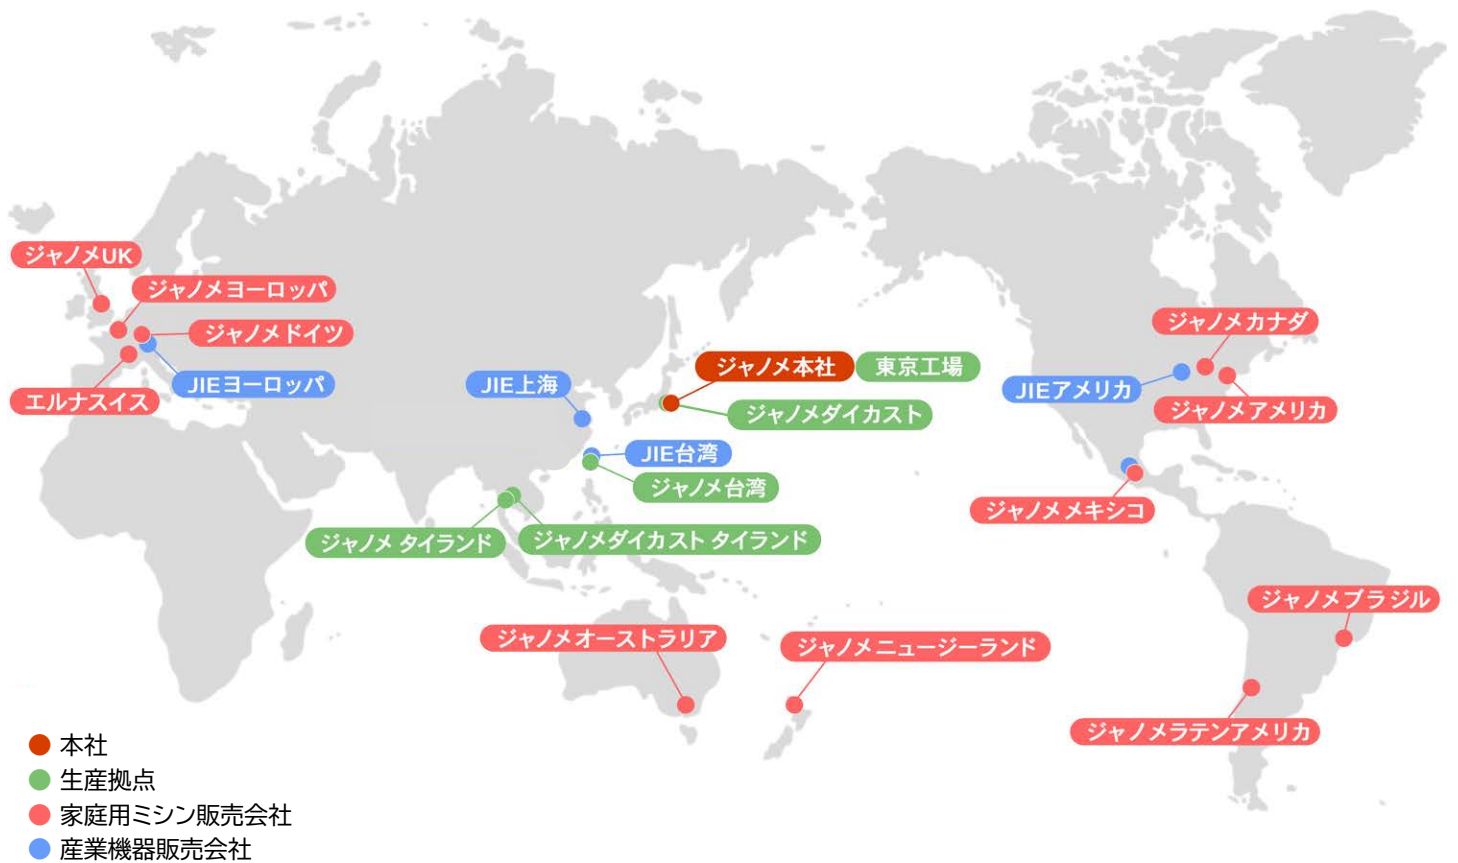 ジャノメUK
ジャノメヨーロッパ
ジャノメドイツ
JIEヨーロッパ
エルナスイス
JIE上海
ジャノメ本社
東京工場
ジャノメダイカスト
JIE台湾
ジャノメ台湾
ジャノメ タイランド
ジャノメダイカスト タイランド
ジャノメカナダ
JIEアメリカ
ジャノメアメリカ
ジャノメメキシコ
ジャノメブラジル
ジャノメオーストラリア
ジャノメニュージーランド
ジャノメラテンアメリカ
本社
生産拠点
家庭用ミシン販売会社
産業機器販売会社